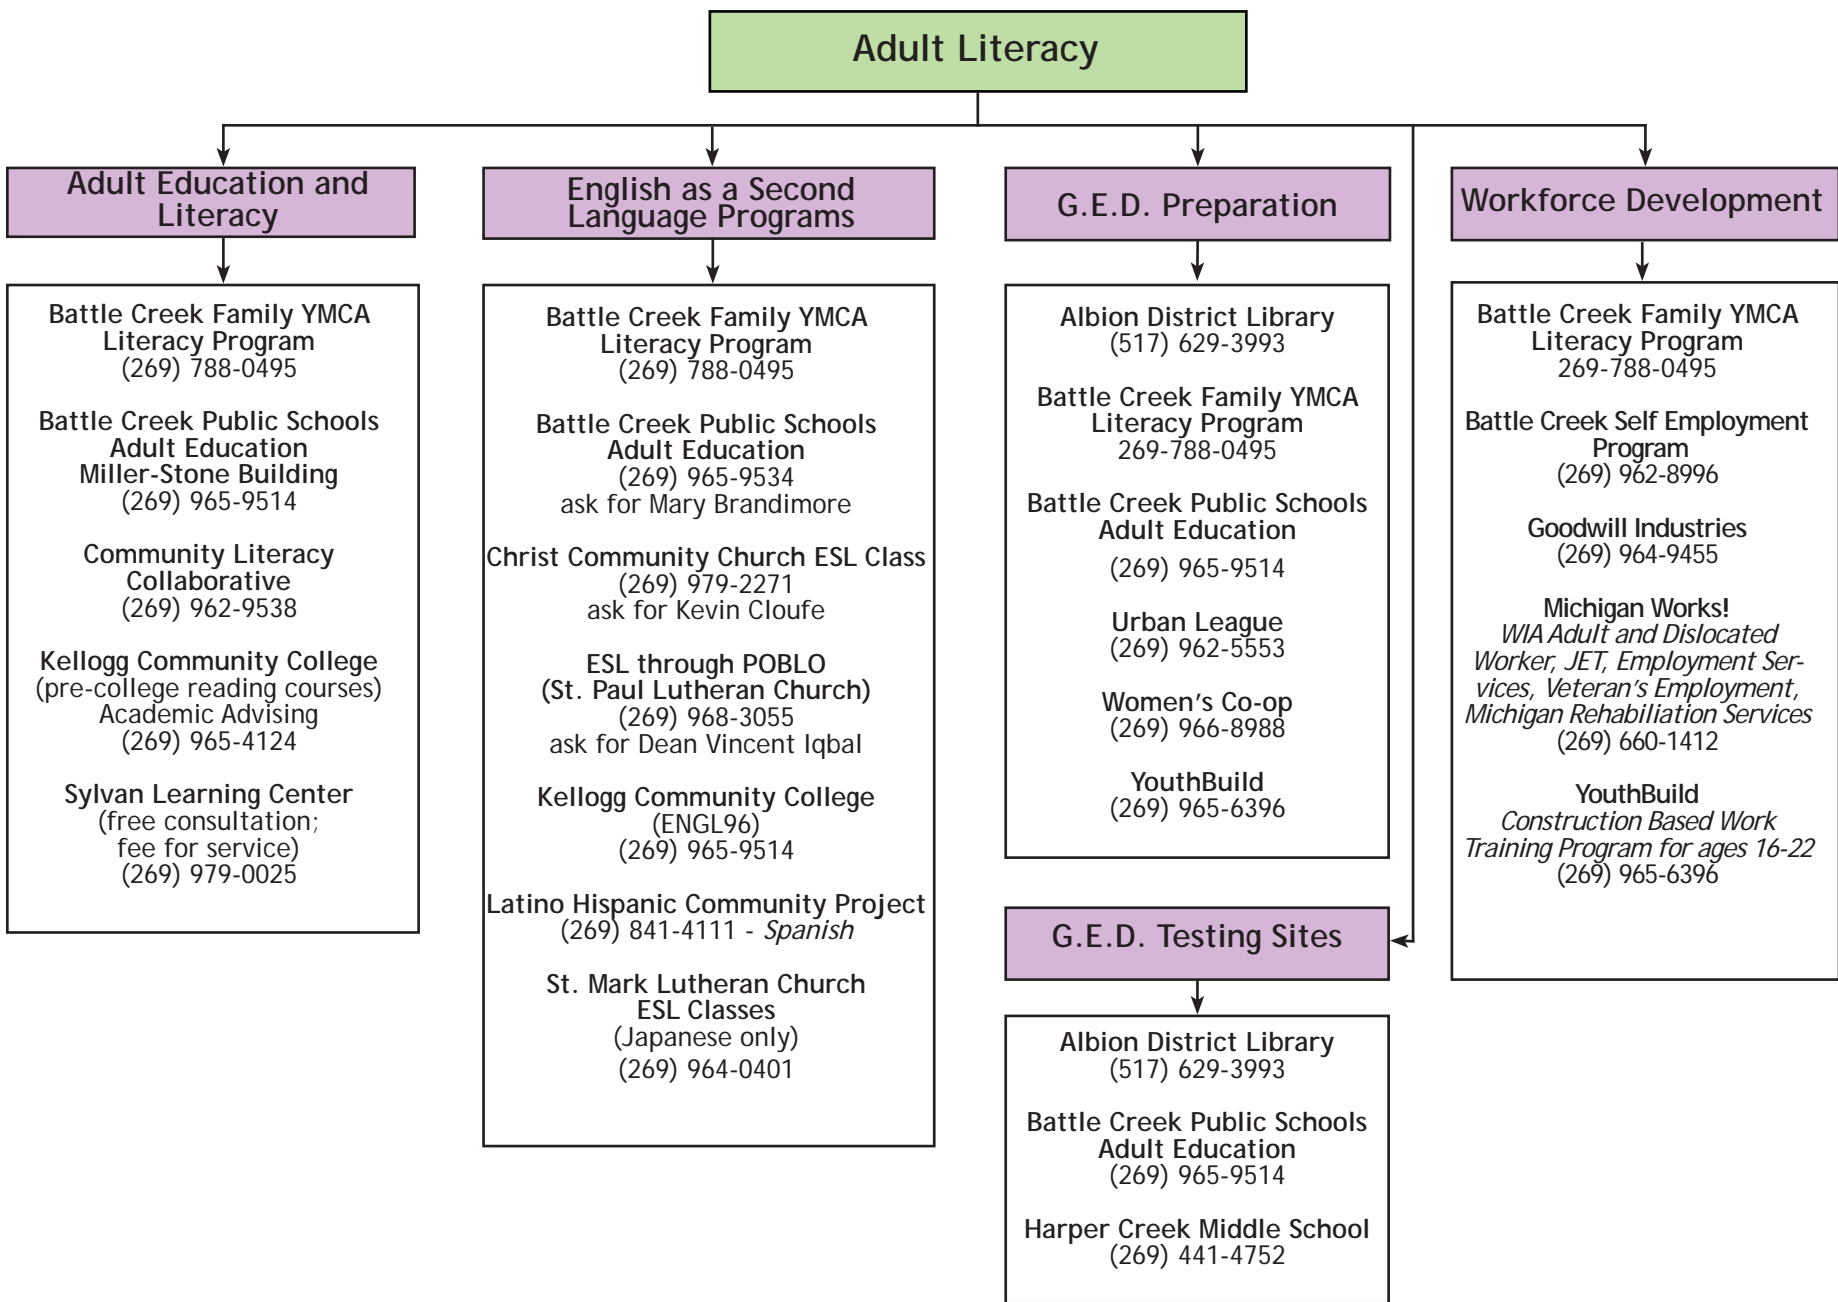 Adult Literacy
Adult Education and
Literacy
Battle Creek Family YMCA
Literacy Program
(269) 788-0495
Battle Creek Public Schools
Adult Education
Miller-Stone Building
(269) 965-9514
Community Literacy
Collaborative
(269) 962-9538
Kellogg Community College
(pre-college reading courses)
Academic Advising
(269) 965-4124
Sylvan Learning Center
(free consultation;
fee for service)
(269) 979-0025
English as a Second
Language Programs
Battle Creek Family YMCA
Literacy Program
(269) 788-0495
Battle Creek Public Schools
Adult Education
(269) 965-9534
ask for Mary Brandimore
Christ Community Church ESL Class
(269) 979-2271
ask for Kevin Cloufe
ESL through POBLO
(St. Paul Lutheran Church)
(269) 968-3055
ask for Dean Vincent Iqbal
Kellogg Community College
(ENGL96)
(269) 965-9514
Latino Hispanic Community Project
(269) 841-4111 - Spanish
St. Mark Lutheran Church
ESL Classes
(Japanese only)
(269) 964-0401
G.E.D. Preparation
Albion District Library
(517) 629-3993
Battle Creek Family YMCA
Literacy Program
269-788-0495
Battle Creek Public Schools
Adult Education
(269) 965-9514
Urban League
(269) 962-5553
Women's Co-op
(269) 966-8988
YouthBuild
(269) 965-6396
G.E.D. Testing Sites
Albion District Library
(517) 629-3993
Battle Creek Public Schools
Adult Education
(269) 965-9514
Harper Creek Middle School
(269) 441-4752
Workforce Development
Battle Creek Family YMCA
Literacy Program
269-788-0495
Battle Creek Self Employment
Program
(269) 962-8996
Goodwill Industries
(269) 964-9455
Michigan Works!
WIA Adult and Dislocated
Worker, JET, Employment Ser-
vices, Veteran's Employment,
Michigan Rehabiliation Services
(269) 660-1412
YouthBuild
Construction Based Work
Training Program for ages 16-22
(269) 965-6396